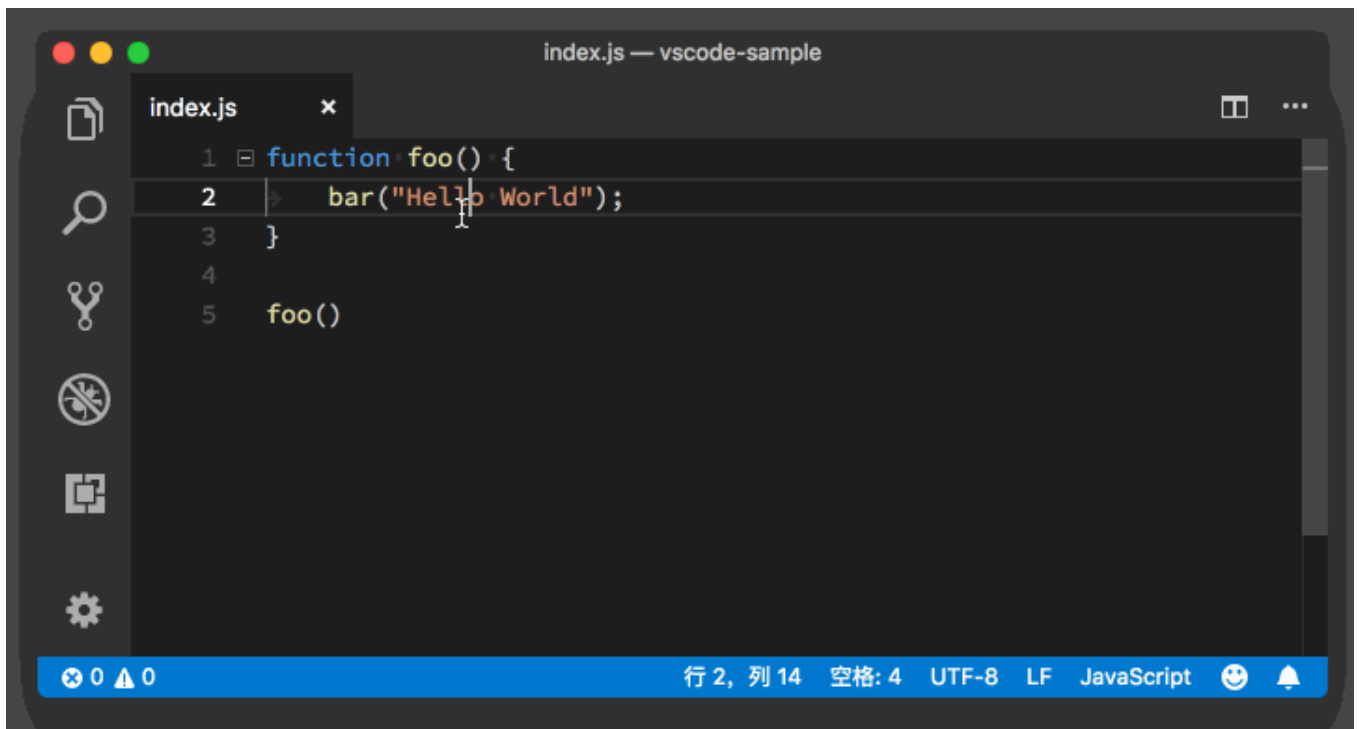 index.js — vscode-sample
index.js
1 function foo() {
2 bar("Hello World");
3 }
4
5 foo()
0 0 行 2，列 14 空格: 4 UTF-8 LF JavaScript